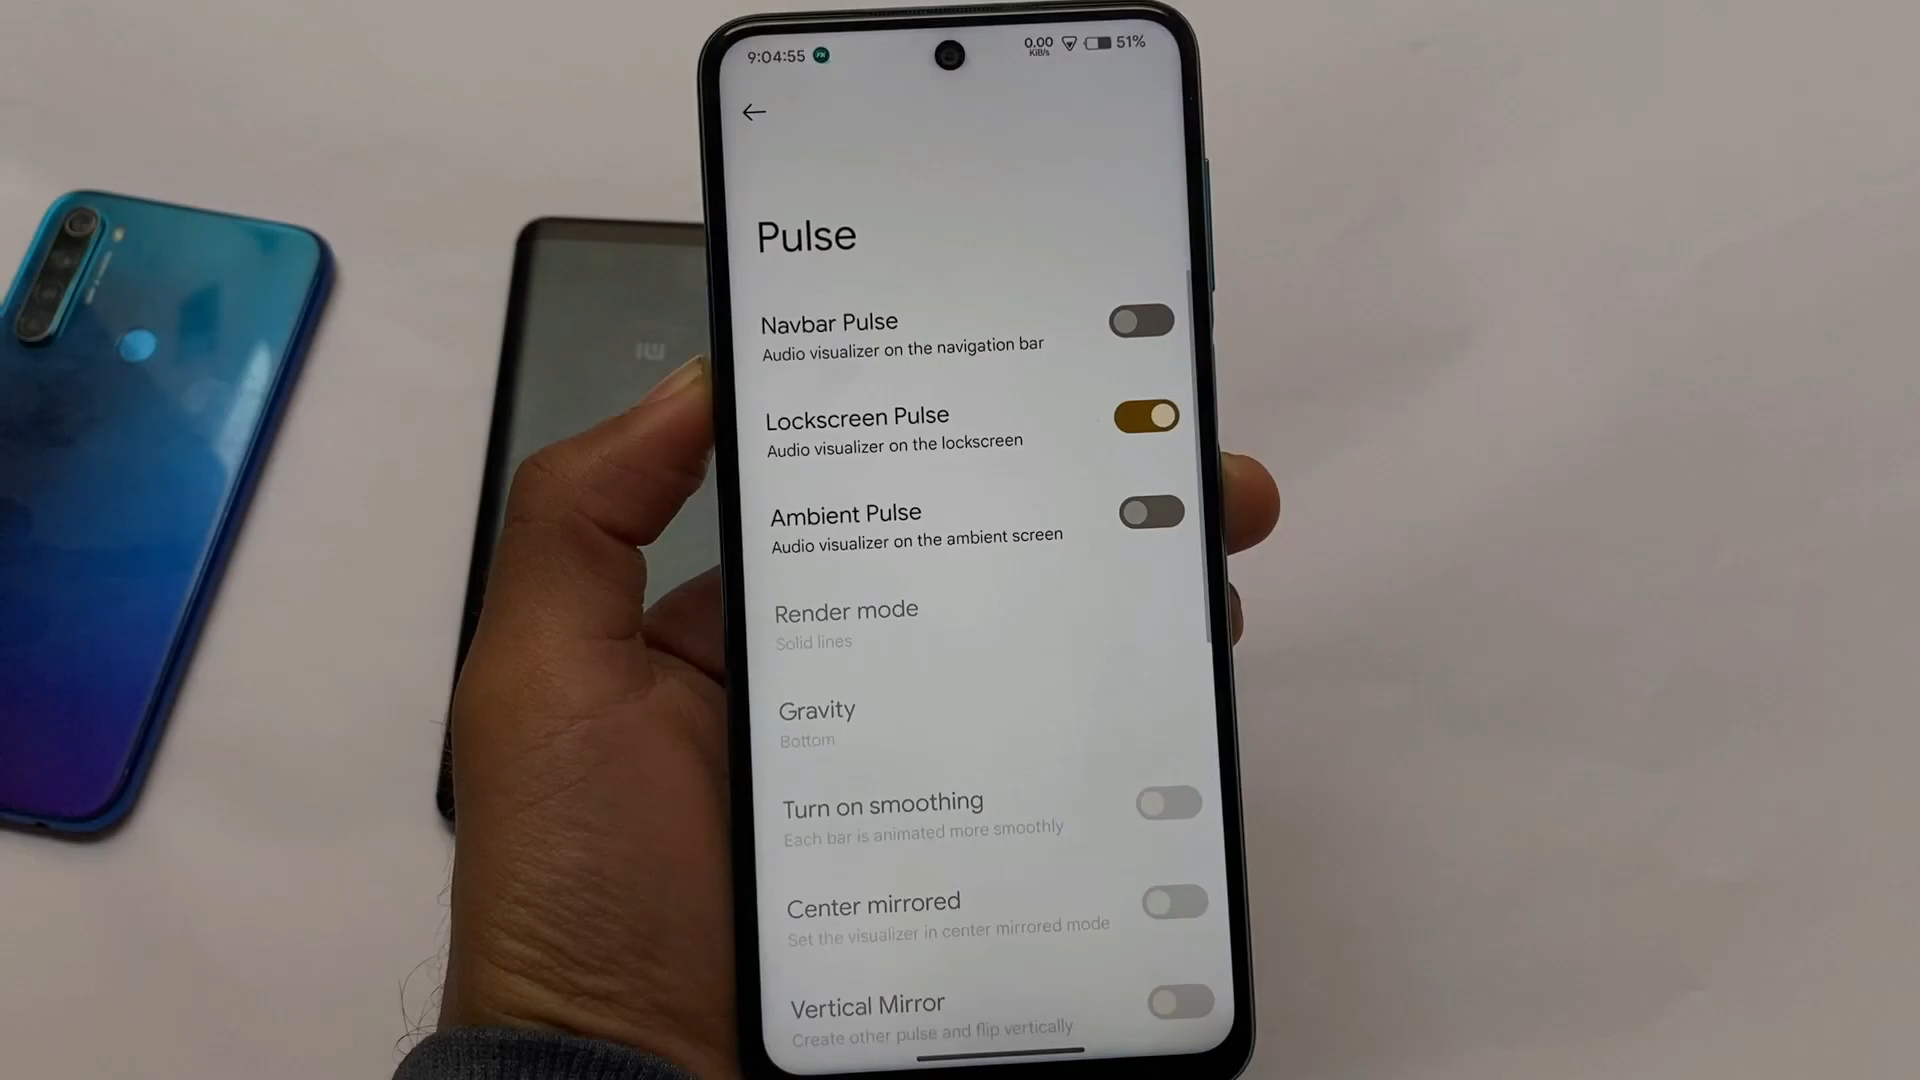 9:04:55
0.00
KiB/s
51%
Pulse
Navbar Pulse
Audio visualizer on the navigation bar
Lockscreen Pulse
Audio visualizer on the lockscreen
Ambient Pulse
Audio visualizer on the ambient screen
Render mode
Solid lines
Gravity
Bottom
Turn on smoothing
Each bar is animated more smoothly
Center mirrored
Set the visualizer in center mirrored mode
Vertical Mirror
Create other pulse and flip vertically